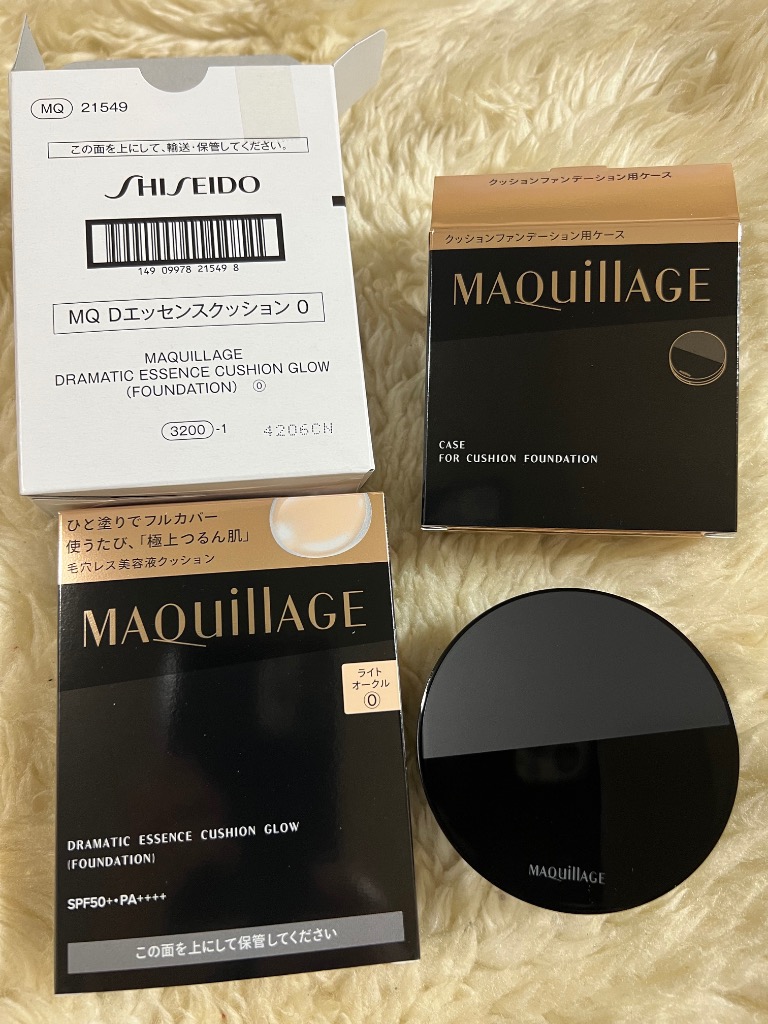 MQ 21549
この面を上にして、輸送・保管してください。
SHISEIDO
149 09978 21549 8
MQ Dエッセンスクッション 0
MAQUILLAGE
DRAMATIC ESSENCE CUSHION GLOW
(FOUNDATION) ⓪
3200-1 4206CN
クッションファンデーション用ケース
クッションファンデーション用ケース
MAQuillAGE
CASE
FOR CUSHION FOUNDATION
ひと塗りでフルカバー
使うたび、「極上つるん肌」
毛穴レス美容液クッション
MAQuillAGE
ライト
オークル
⓪
DRAMATIC ESSENCE CUSHION GLOW
(FOUNDATION)
SPF50+・PA++++
この面を上にして保管してください
MAQuillAGE